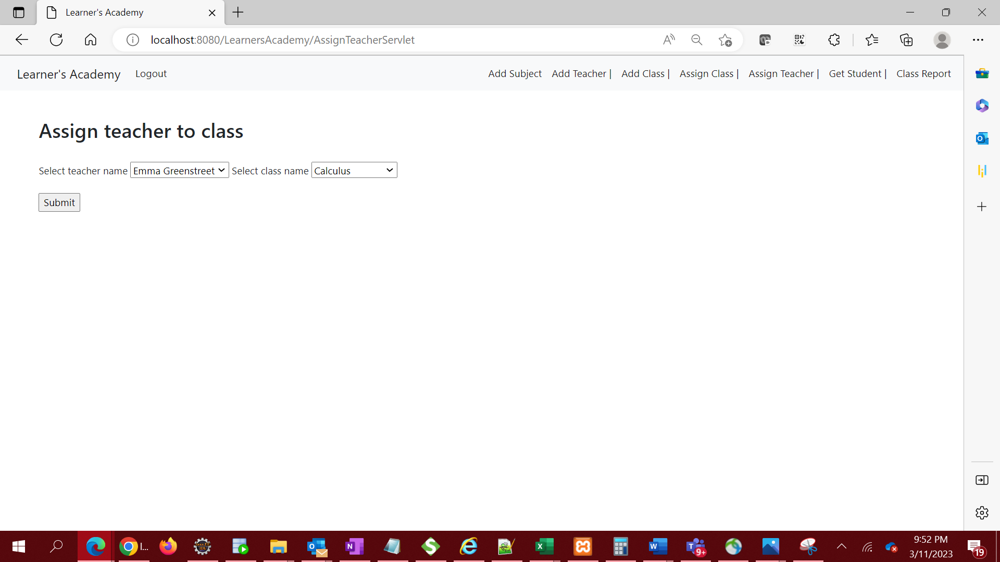 Learner's Academy
localhost:8080/LearnersAcademy/AssignTeacherServlet
Learner's Academy Logout Add Subject Add Teacher | Add Class | Assign Class | Assign Teacher | Get Student | Class Report
Assign teacher to class
Select teacher name Emma Greenstreet Select class name Calculus
Submit
l...
9+
9:52 PM
3/11/2023
19